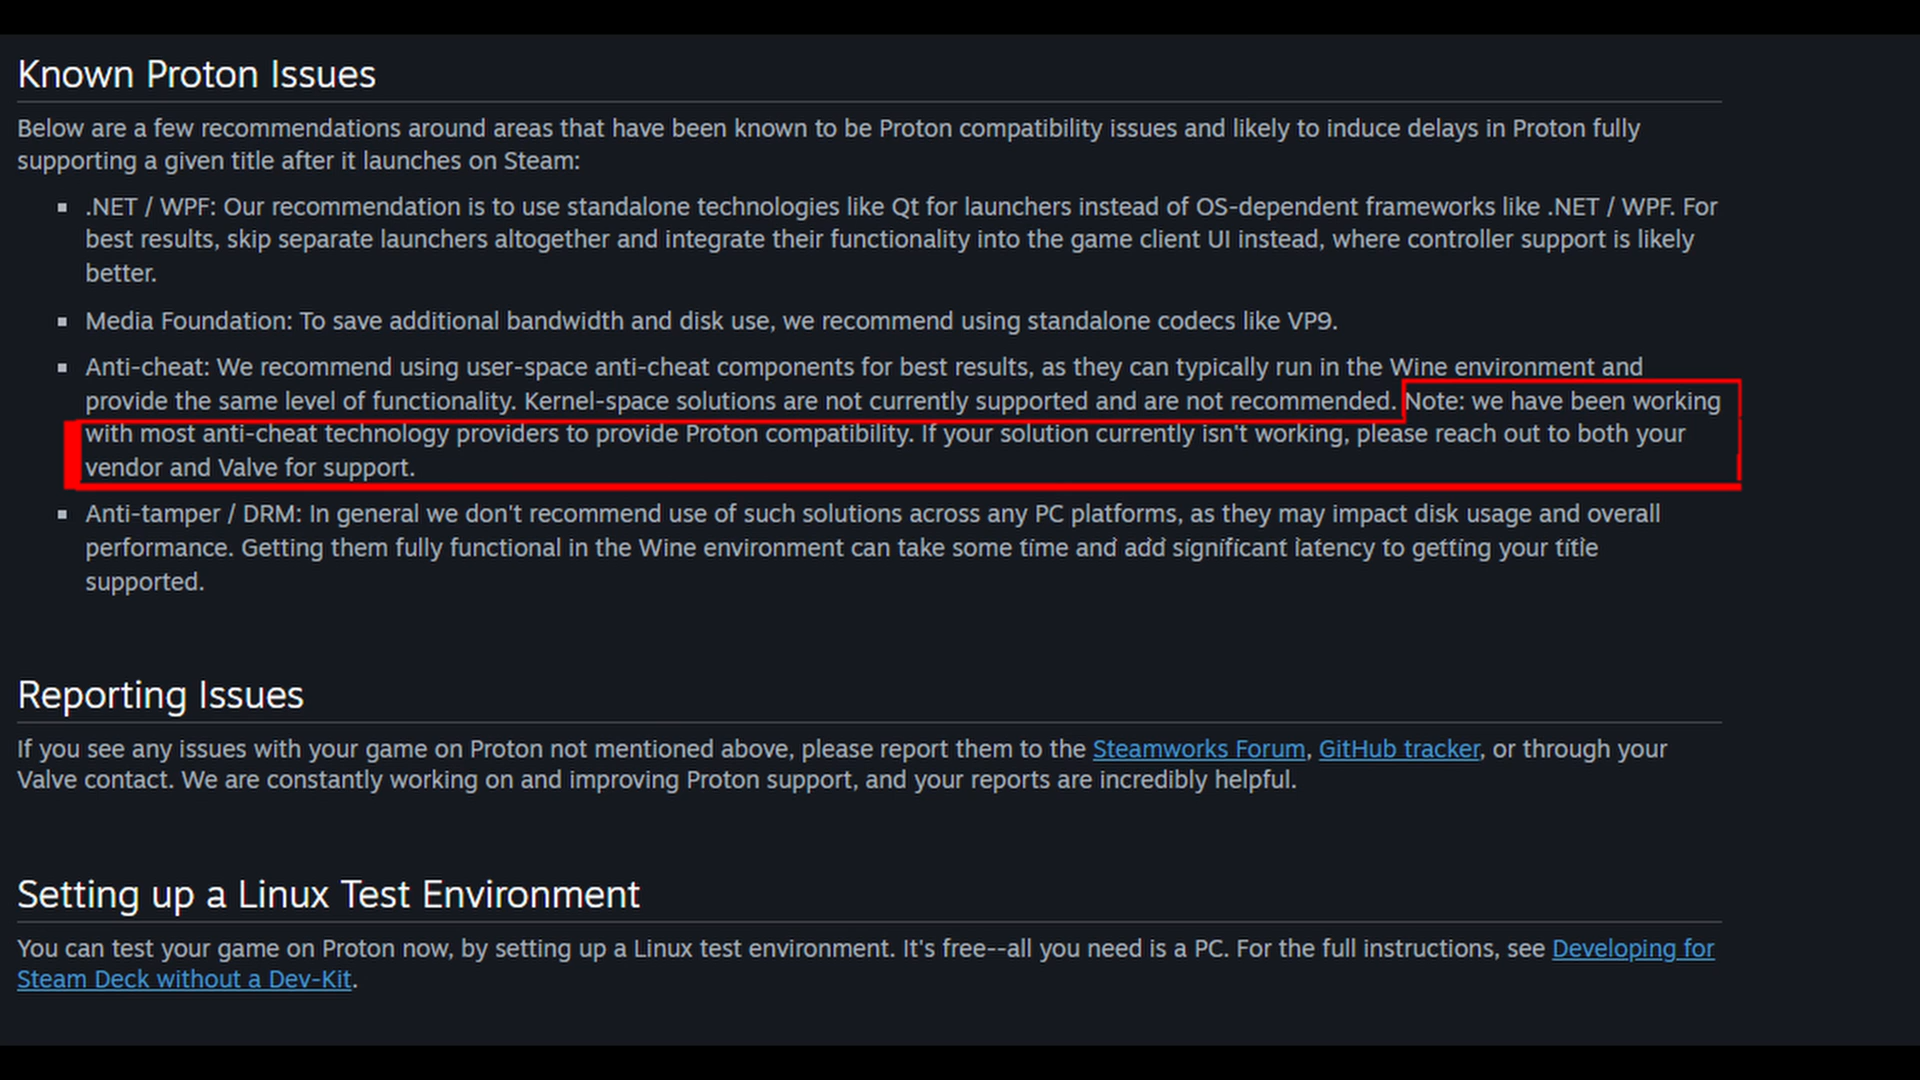 Known Proton Issues
Below are a few recommendations around areas that have been known to be Proton compatibility issues and likely to induce delays in Proton fully
supporting a given title after it launches on Steam:
.NET / WPF: Our recommendation is to use standalone technologies like Qt for launchers instead of OS-dependent frameworks like .NET / WPF. For
best results, skip separate launchers altogether and integrate their functionality into the game client UI instead, where controller support is likely
better.
Media Foundation: To save additional bandwidth and disk use, we recommend using standalone codecs like VP9.
Anti-cheat: We recommend using user-space anti-cheat components for best results, as they can typically run in the Wine environment and
provide the same level of functionality. Kernel-space solutions are not currently supported and are not recommended. Note: we have been working
with most anti-cheat technology providers to provide Proton compatibility. If your solution currently isn't working, please reach out to both your
vendor and Valve for support.
Anti-tamper / DRM: In general we don't recommend use of such solutions across any PC platforms, as they may impact disk usage and overall
performance. Getting them fully functional in the Wine environment can take some time and add significant latency to getting your title
supported.
Reporting Issues
If you see any issues with your game on Proton not mentioned above, please report them to the Steamworks Forum, GitHub tracker, or through your
Valve contact. We are constantly working on and improving Proton support, and your reports are incredibly helpful.
Setting up a Linux Test Environment
You can test your game on Proton now, by setting up a Linux test environment. It's free--all you need is a PC. For the full instructions, see Developing for
Steam Deck without a Dev-Kit.